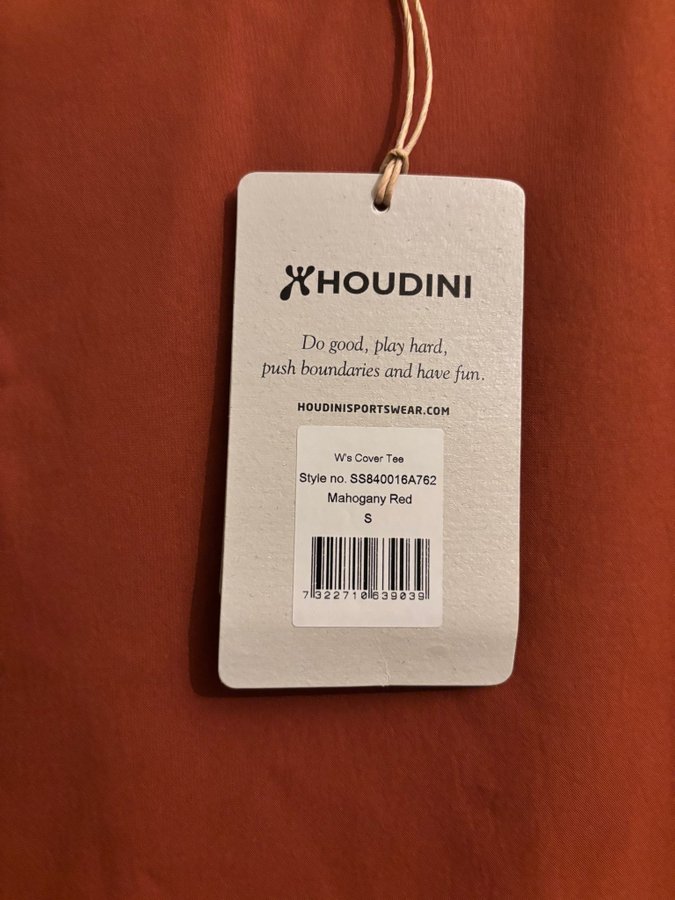 HOUDINI
Do good, play hard,
push boundaries and have fun.
HOUDINISPORTSWEAR.COM
W's Cover Tee
Style no. SS840016A762
Mahogany Red
S
7 322710 639039